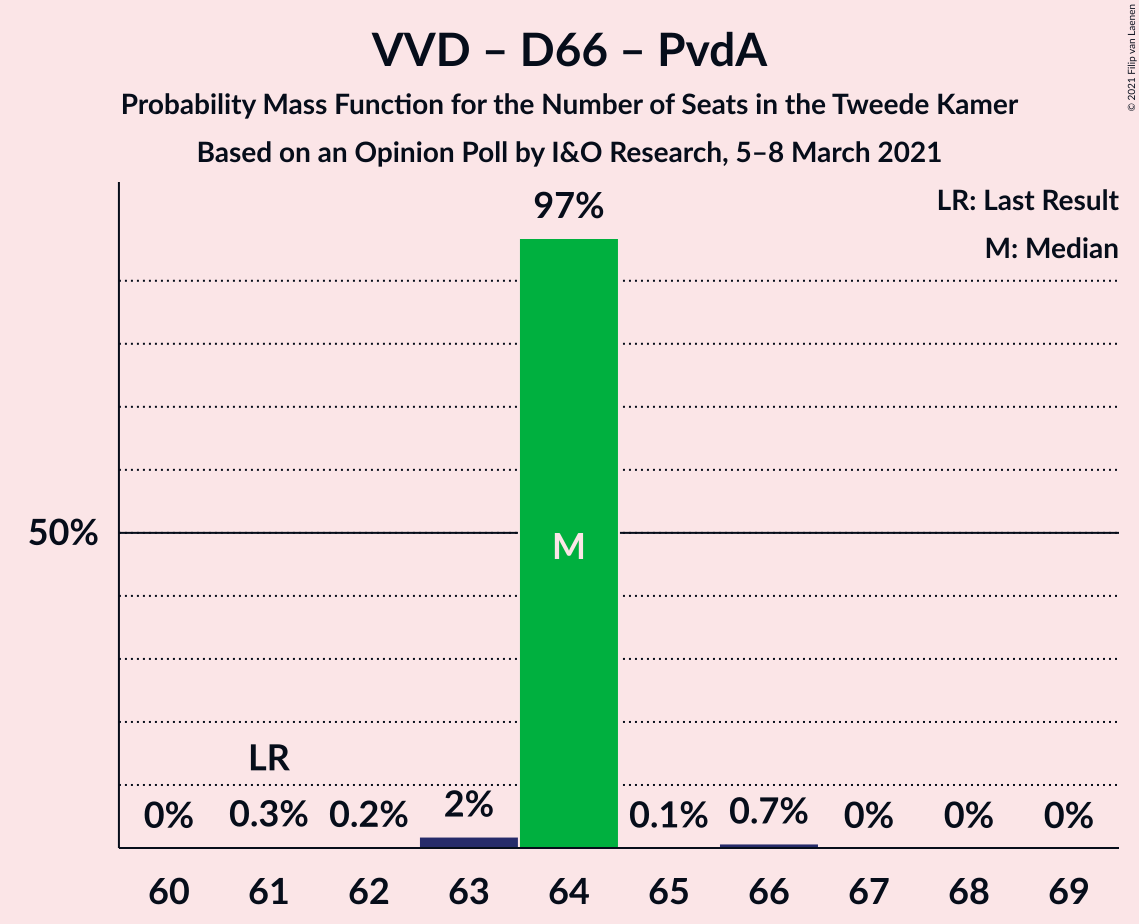 VVD – D66 – PvdA
Probability Mass Function for the Number of Seats in the Tweede Kamer
Based on an Opinion Poll by I&O Research, 5–8 March 2021
© 2021 Filip van Laenen
LR: Last Result
M: Median
97%
50%
M
LR
0%
0.3%
0.2%
2%
0.1%
0.7%
0%
0%
0%
60 61 62 63 64 65 66 67 68 69